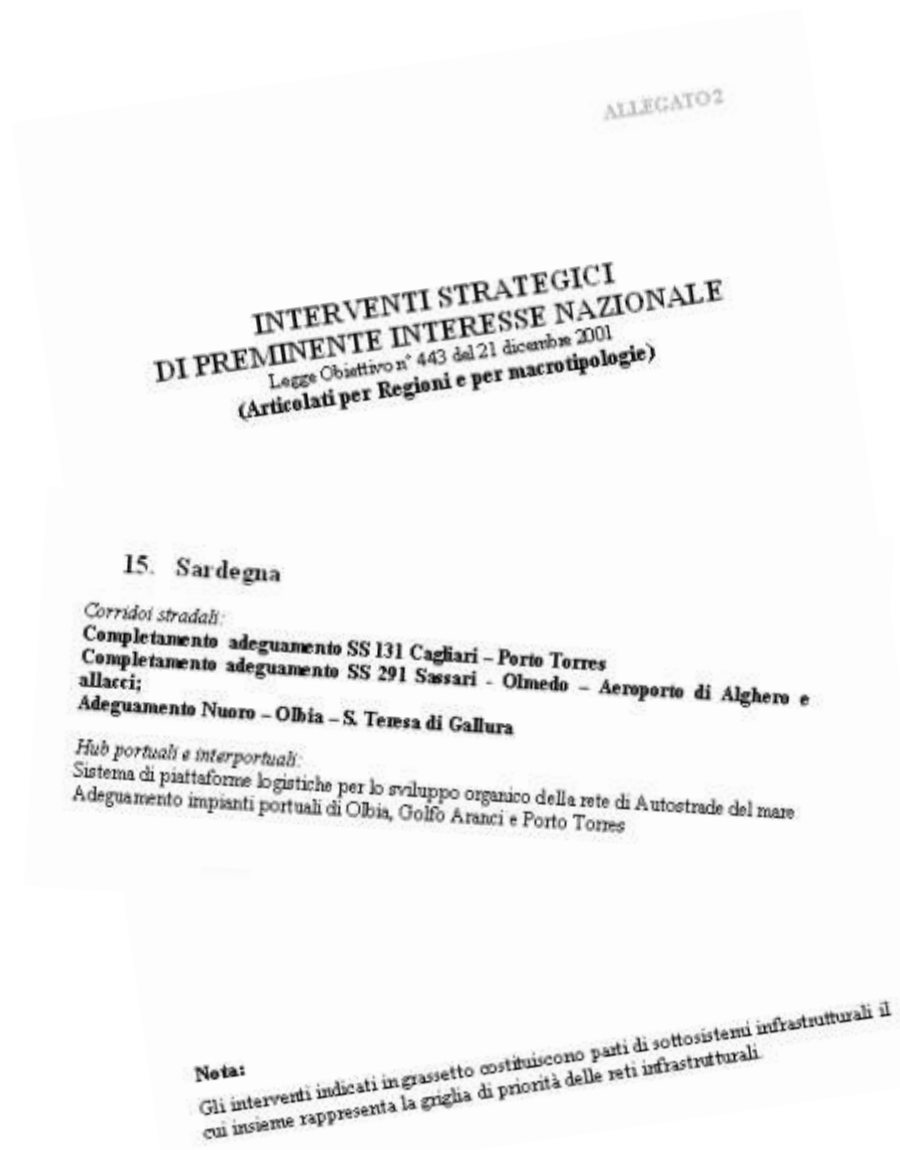 ALLEGATO 2
INTERVENTI STRATEGICI
DI PREMINENTE INTERESSE NAZIONALE
Legge Obiettivo n° 443 del 21 dicembre 2001
(Articolati per Regioni e per macrotipologie)
15. Sardegna
Corridoi stradali:
Completamento adeguamento SS 131 Cagliari – Porto Torres
Completamento adeguamento SS 291 Sassari - Olmedo – Aeroporto di Alghero e
allacci;
Adeguamento Nuoro – Olbia – S. Teresa di Gallura
Hub portuali e interportuali:
Sistema di piattaforme logistiche per lo sviluppo organico della rete di Autostrade del mare
Adeguamento impianti portuali di Olbia, Golfo Aranci e Porto Torres
Nota:
Gli interventi indicati in grassetto costituiscono parti di sottosistemi infrastrutturali il
cui insieme rappresenta la griglia di priorità delle reti infrastrutturali.